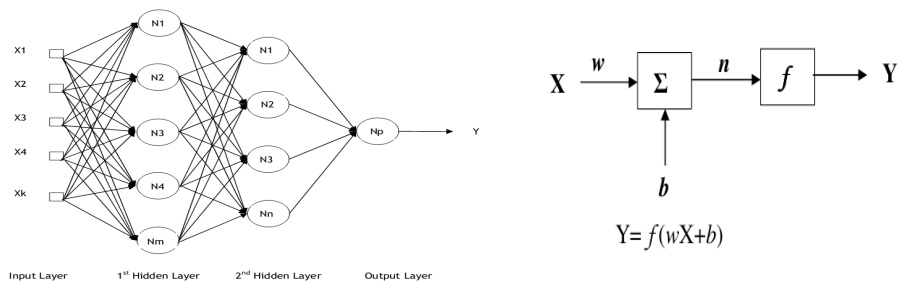 X1
X2
X3
X4
Xk
N1
N2
N3
N4
Nm
N1
N2
N3
Nn
Np
Y
Input Layer
1st Hidden Layer
2nd Hidden Layer
Output Layer
X
w
Σ
n
f
Y
b
Y= f(wX+b)